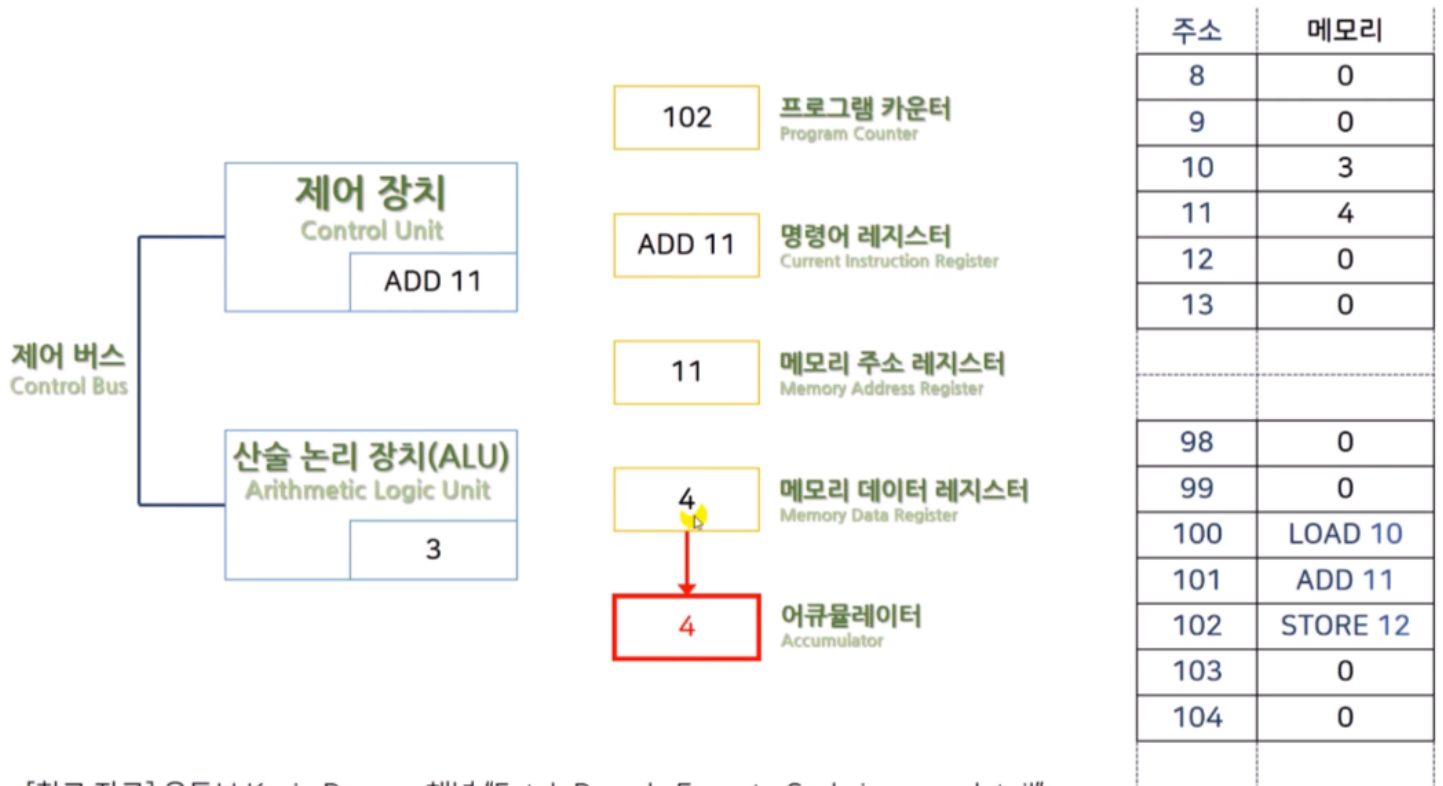 제어 버스
Control Bus
제어 장치
Control Unit
ADD 11
산술 논리 장치(ALU)
Arithmetic Logic Unit
3
102
프로그램 카운터
Program Counter
ADD 11
명령어 레지스터
Current Instruction Register
11
메모리 주소 레지스터
Memory Address Register
4
메모리 데이터 레지스터
Memory Data Register
4
어큐뮬레이터
Accumulator
주소 메모리
8 0
9 0
10 3
11 4
12 0
13 0
98 0
99 0
100 LOAD 10
101 ADD 11
102 STORE 12
103 0
104 0